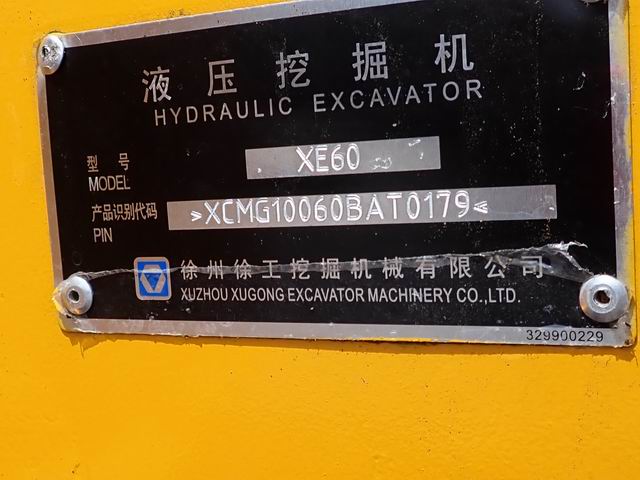 液压挖掘机
HYDRAULIC EXCAVATOR
型号 XE60
MODEL
产品识别代码 XCMG10060BAT0179
PIN
徐州徐工挖掘机械有限公司
XUZHOU XUGONG EXCAVATOR MACHINERY CO.,LTD.
329900229